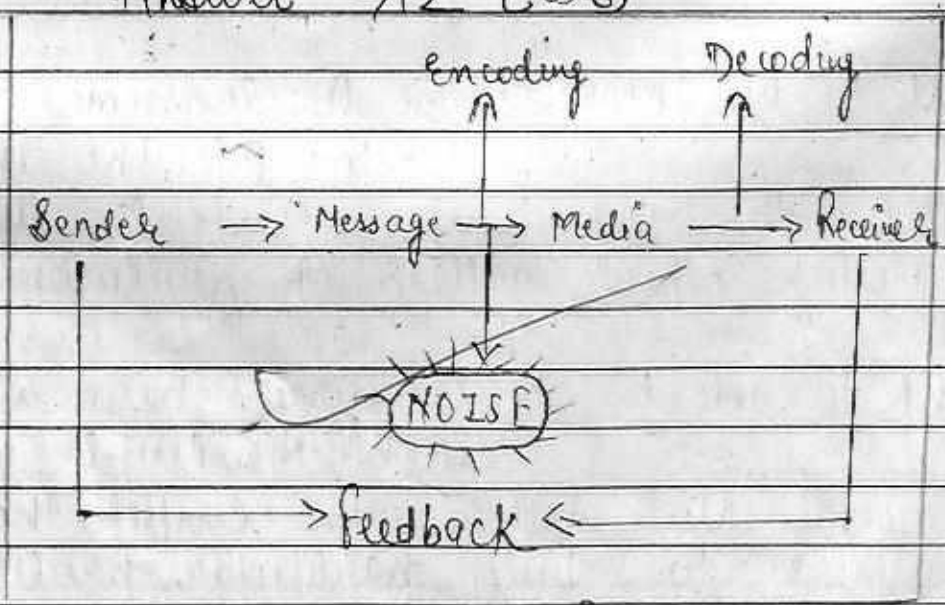 Encoding Decoding
Sender → Message → Media → Receiver
NOISE
Feedback